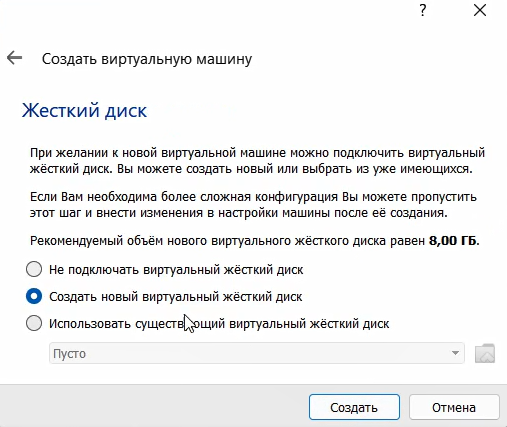 ?
Создать виртуальную машину
Жесткий диск
При желании к новой виртуальной машине можно подключить виртуальный
жёсткий диск. Вы можете создать новый или выбрать из уже имеющихся.
Если Вам необходима более сложная конфигурация Вы можете пропустить
этот шаг и внести изменения в настройки машины после её создания.
Рекомендуемый объём нового виртуального жёсткого диска равен 8,00 ГБ.
Не подключать виртуальный жёсткий диск
Создать новый виртуальный жёсткий диск
Использовать существующий виртуальный жёсткий диск
Пусто
Создать Отмена